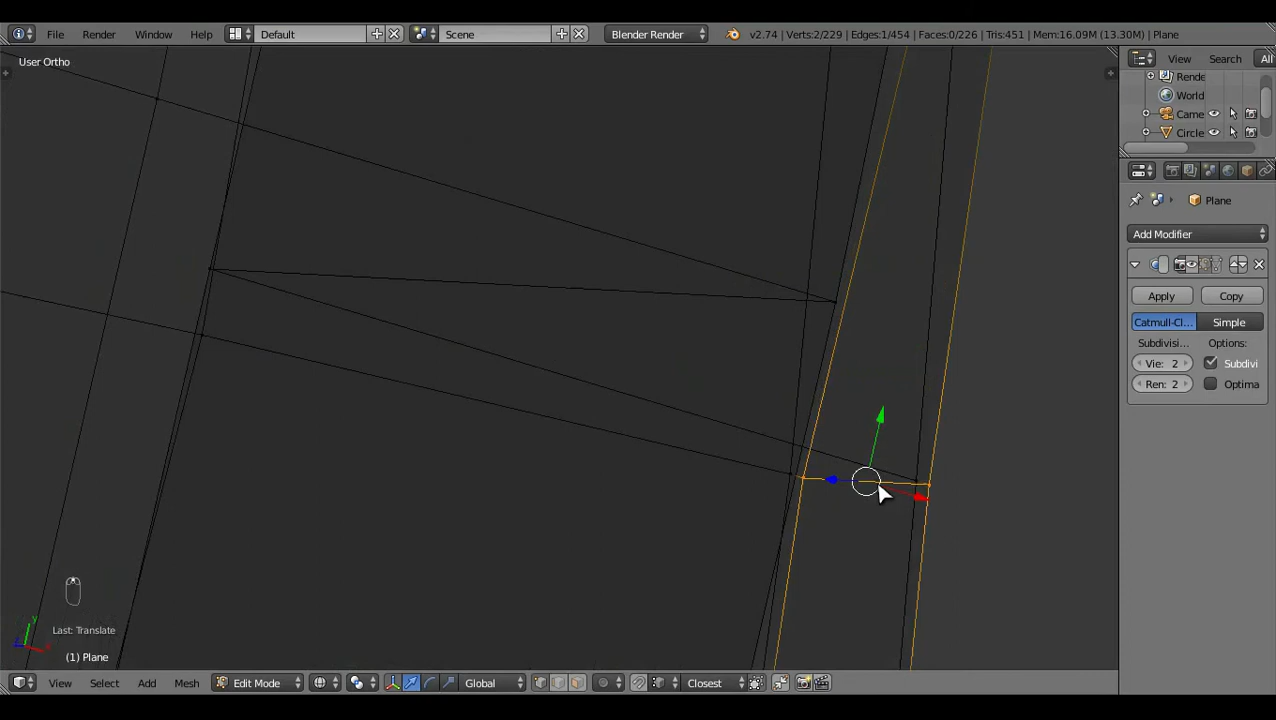 File Render Window Help Default Scene Blender Render v2.74 | Verts:2/229 | Edges:1/454 | Faces:0/226 | Tris:451 | Mem:16.09M (13.30M) | Plane
User Ortho
View Search All
Rende
World
Came
Circle
Plane
Add Modifier
Apply Copy
Catmull-Cl... Simple
Subdivisi... Options:
Vie: 2 Subdivi
Ren: 2 Optima
Last: Translate
(1) Plane
View Select Add Mesh Edit Mode Global Closest